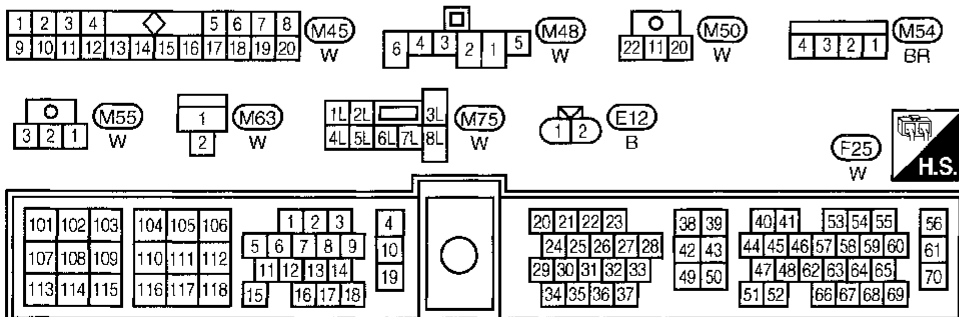 1 2 3 4 5 6 7 8
9 10 11 12 13 14 15 16 17 18 19 20
M45
W
6 4 3 2 1 5
M48
W
22 11 20
M50
W
4 3 2 1
M54
BR
3 2 1
M55
W
1
2
M63
W
1L 2L 3L
4L 5L 6L 7L 8L
M75
W
1 2
E12
B
F25
W
H.S.
101 102 103 104 105 106 1 2 3 4 20 21 22 23 38 39 40 41 53 54 55 56
107 108 109 110 111 112 5 6 7 8 9 10 24 25 26 27 28 42 43 44 45 46 57 58 59 60 61
113 114 115 116 117 118 11 12 13 14 19 29 30 31 32 33 49 50 47 48 62 63 64 65 70
15 16 17 18 34 35 36 37 51 52 66 67 68 69